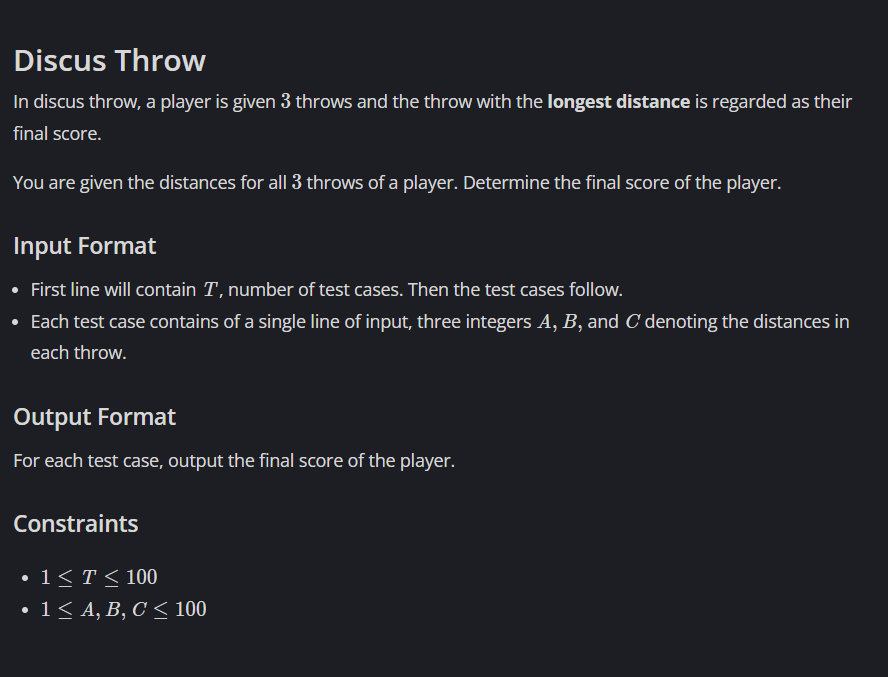 Discus Throw
In discus throw, a player is given 3 throws and the throw with the longest distance is regarded as their
final score.
You are given the distances for all 3 throws of a player. Determine the final score of the player.
Input Format
• First line will contain T, number of test cases. Then the test cases follow.
• Each test case contains of a single line of input, three integers A, B, and C denoting the distances in
each throw.
Output Format
For each test case, output the final score of the player.
Constraints
• 1 ≤ T ≤ 100
• 1 ≤ A, B, C ≤ 100